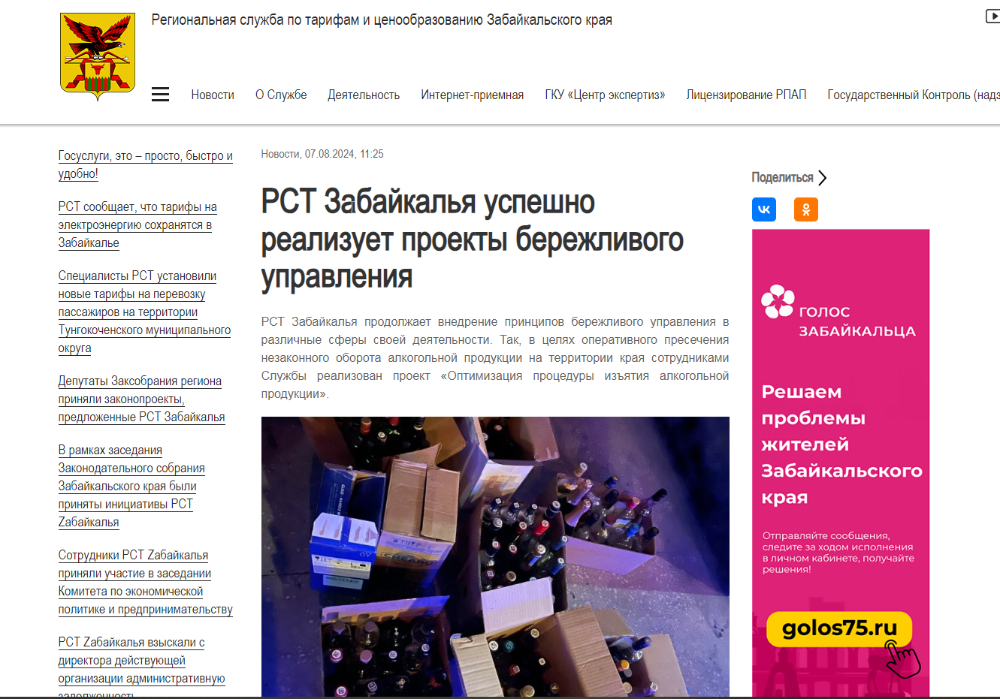 Региональная служба по тарифам и ценообразованию Забайкальского края
Новости
О Службе
Деятельность
Интернет-приемная
ГКУ «Центр экспертиз»
Лицензирование РПАП
Государственный Контроль
Госуслуги, это – просто, быстро и
удобно!
РСТ сообщает, что тарифы на
электроэнергию сохранятся в
Забайкалье
Специалисты РСТ установили
новые тарифы на перевозку
пассажиров на территории
Тунгокоченского муниципального
округа
Депутаты Заксобрания региона
приняли законопроекты,
предложенные РСТ Забайкалья
В рамках заседания
Законодательного собрания
Забайкальского края были
приняты инициативы РСТ
Zабайкалья
Сотрудники РСТ Zабайкалья
приняли участие в заседании
Комитета по экономической
политике и предпринимательству
РСТ Zабайкалья взыскали с
директора действующей
организации административную
задолженность
Новости, 07.08.2024, 11:25
РСТ Забайкалья успешно
реализует проекты бережливого
управления
РСТ Забайкалья продолжает внедрение принципов бережливого управления в
различные сферы своей деятельности. Так, в целях оперативного пресечения
незаконного оборота алкогольной продукции на территории края сотрудниками
Службы реализован проект «Оптимизация процедуры изъятия алкогольной
продукции».
Поделиться
ГОЛОС
ЗАБАЙКАЛЬЦА
Решаем
проблемы
жителей
Забайкальского
края
Отправляйте сообщения,
следите за ходом исполнения
в личном кабинете, получайте
решения!
golos75.ru